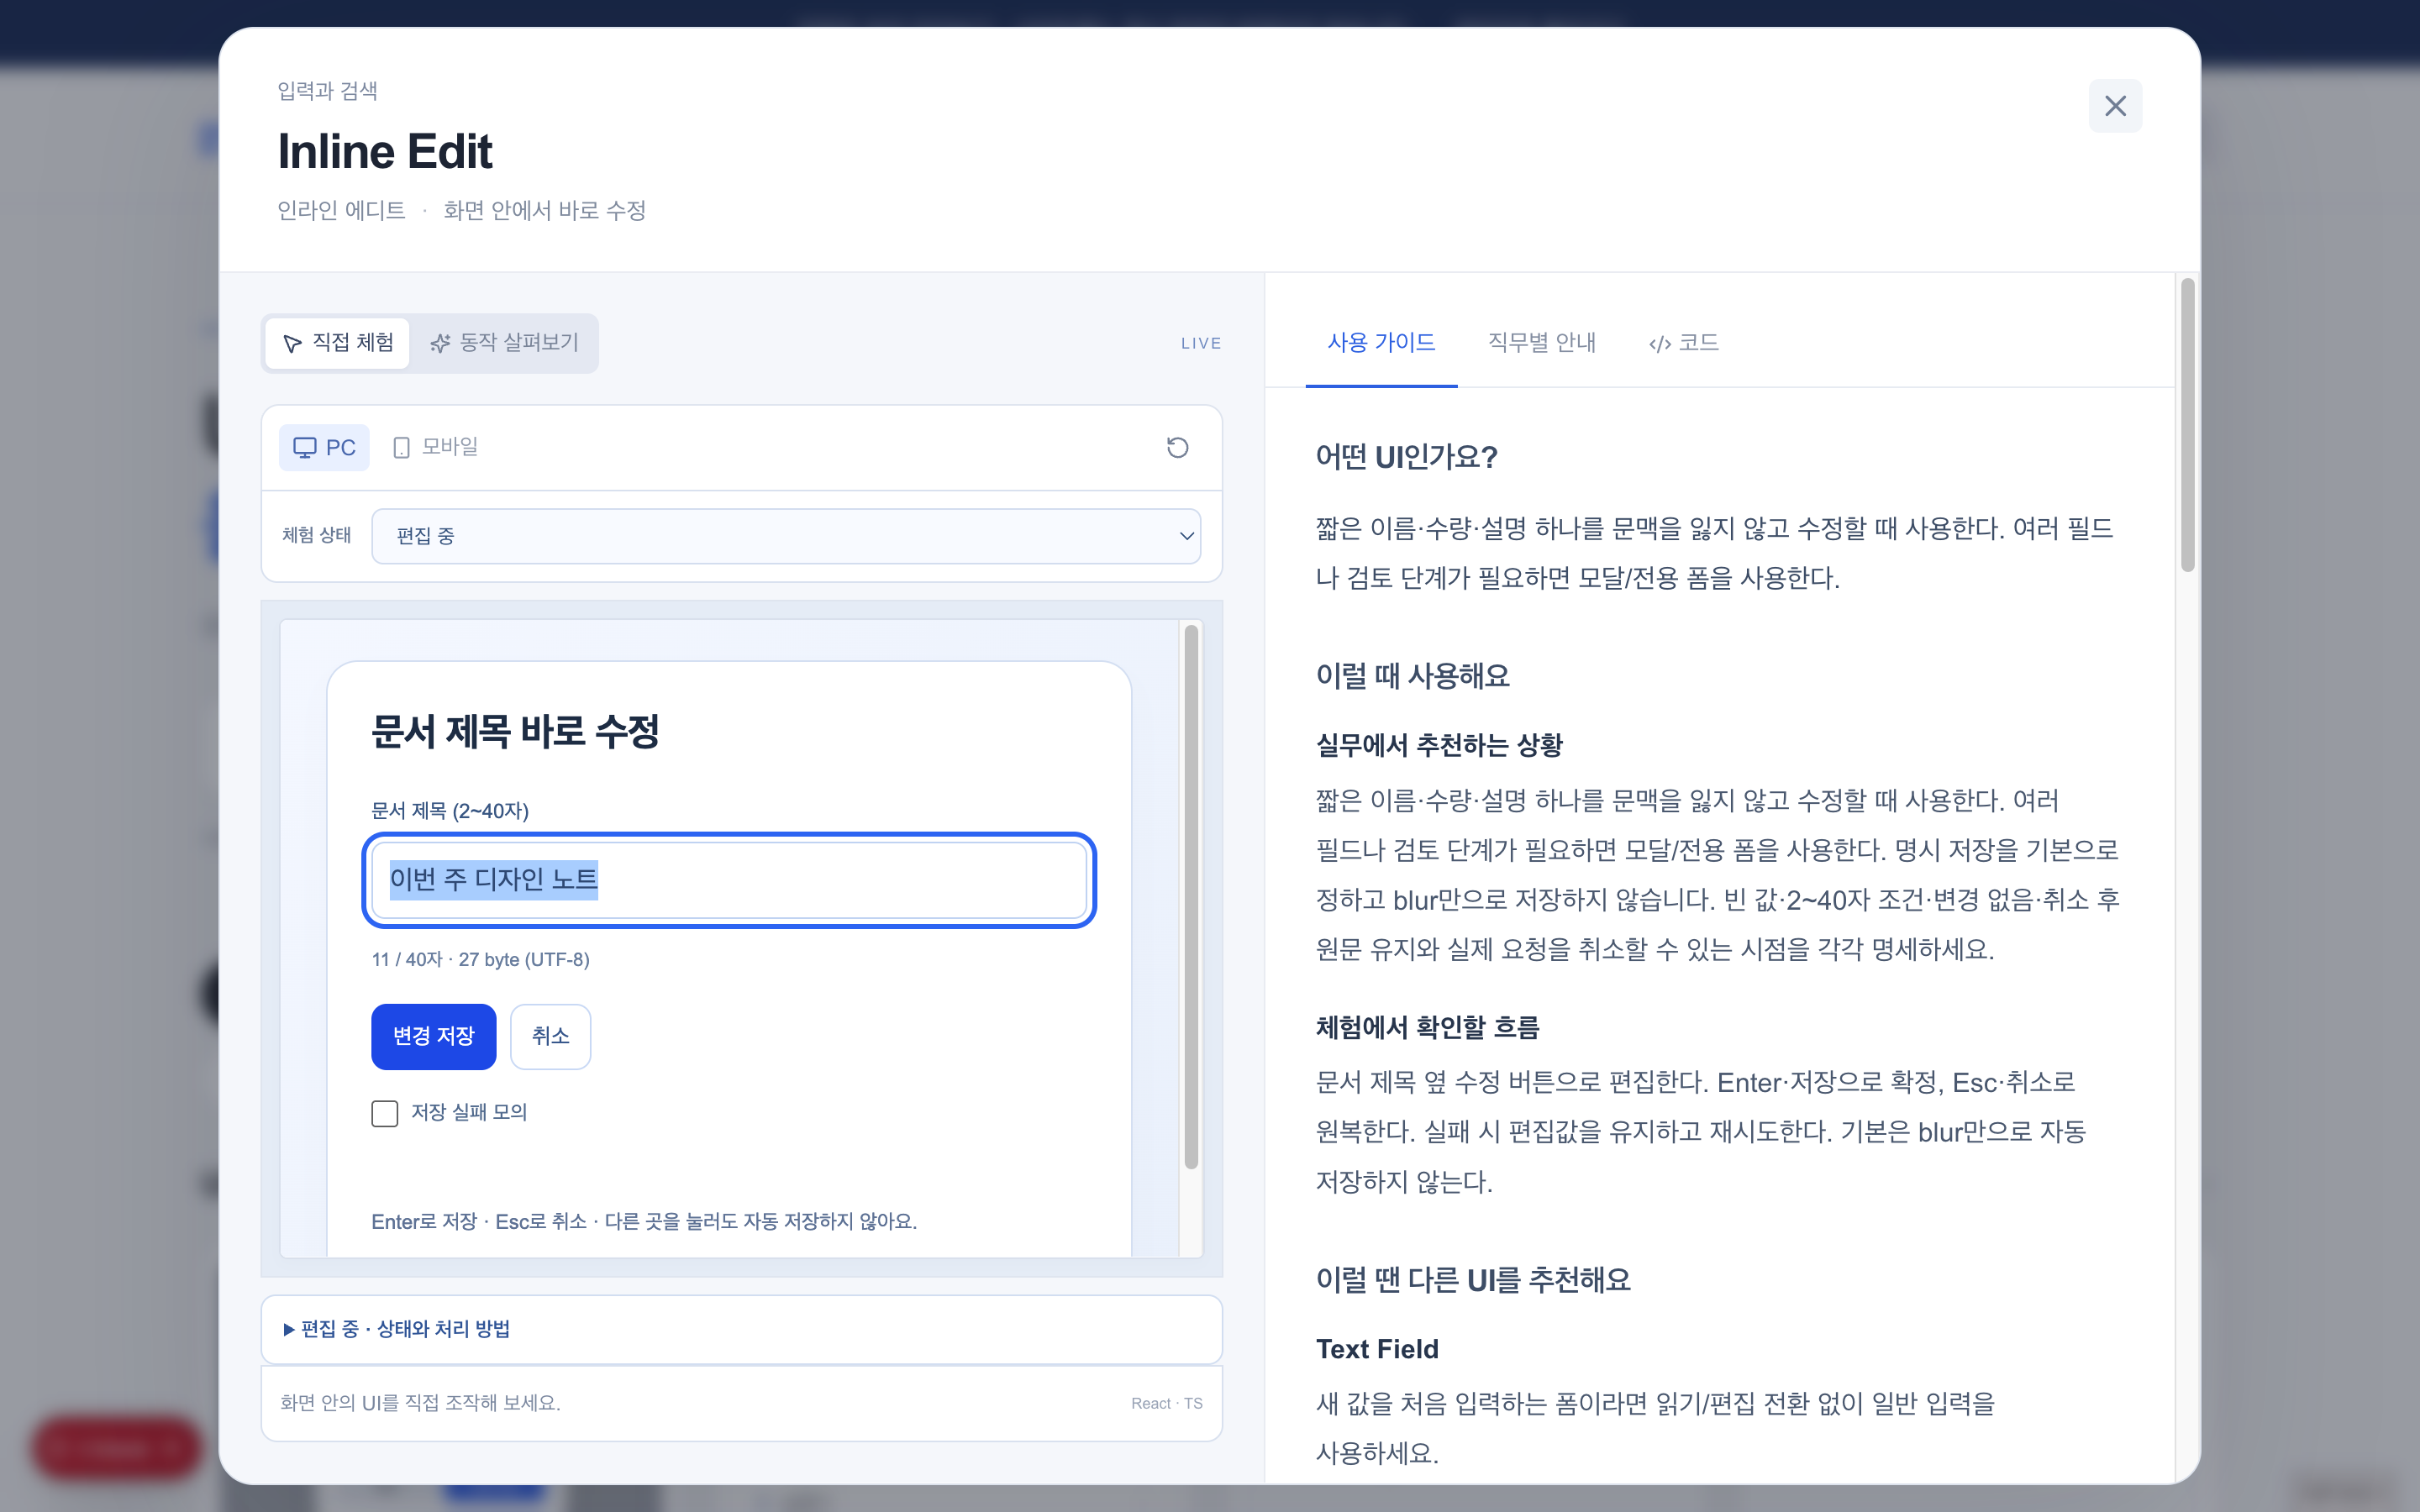 입력과 검색
Inline Edit
인라인 에디트 · 화면 안에서 바로 수정
직접 체험
동작 살펴보기
LIVE
PC
모바일
체험 상태
편집 중
문서 제목 바로 수정
문서 제목 (2~40자)
이번 주 디자인 노트
11 / 40자 · 27 byte (UTF-8)
변경 저장
취소
저장 실패 모의
Enter로 저장 · Esc로 취소 · 다른 곳을 눌러도 자동 저장하지 않아요.
▶ 편집 중 · 상태와 처리 방법
화면 안의 UI를 직접 조작해 보세요.
React · TS
사용 가이드
직무별 안내
</> 코드
어떤 UI인가요?
짧은 이름·수량·설명 하나를 문맥을 잃지 않고 수정할 때 사용한다. 여러 필드
나 검토 단계가 필요하면 모달/전용 폼을 사용한다.
이럴 때 사용해요
실무에서 추천하는 상황
짧은 이름·수량·설명 하나를 문맥을 잃지 않고 수정할 때 사용한다. 여러
필드나 검토 단계가 필요하면 모달/전용 폼을 사용한다. 명시 저장을 기본으로
정하고 blur만으로 저장하지 않습니다. 빈 값·2~40자 조건·변경 없음·취소 후
원문 유지와 실제 요청을 취소할 수 있는 시점을 각각 명세하세요.
체험에서 확인할 흐름
문서 제목 옆 수정 버튼으로 편집한다. Enter·저장으로 확정, Esc·취소로
원복한다. 실패 시 편집값을 유지하고 재시도한다. 기본은 blur만으로 자동
저장하지 않는다.
이럴 땐 다른 UI를 추천해요
Text Field
새 값을 처음 입력하는 폼이라면 읽기/편집 전환 없이 일반 입력을
사용하세요.